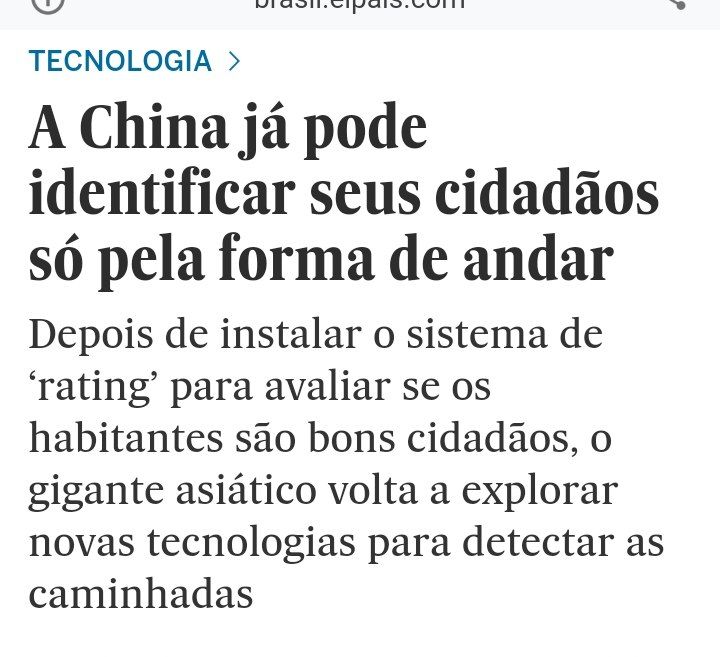 brasil.elpais.com
TECNOLOGIA >
A China já pode
identificar seus cidadãos
só pela forma de andar
Depois de instalar o sistema de
‘rating’ para avaliar se os
habitantes são bons cidadãos, o
gigante asiático volta a explorar
novas tecnologias para detectar as
caminhadas